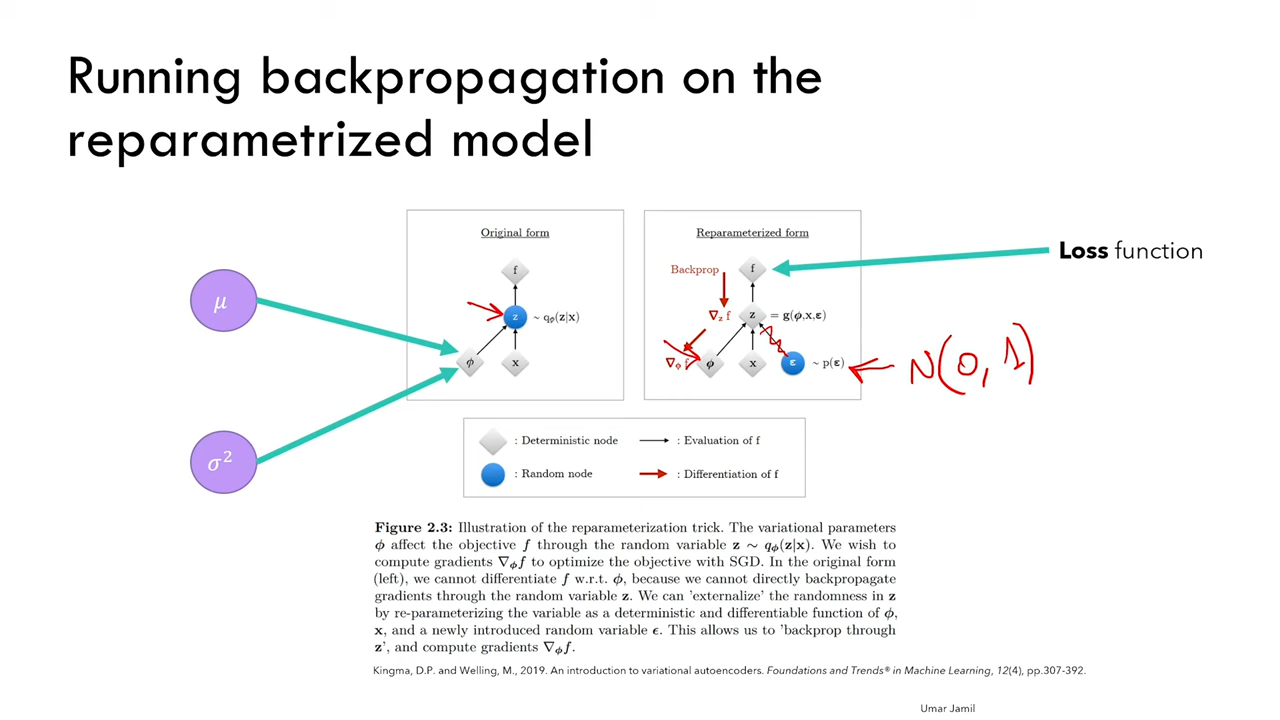 Running backpropagation on the
reparametrized model
Original form
f
z ~ qϕ(z|x)
ϕ x
Reparameterized form
Backprop f
∇z f z = g(ϕ,x,ε)
∇ϕ f ϕ x ε ~ p(ε)
Loss function
N(0, 1)
μ
σ²
: Deterministic node : Evaluation of f
: Random node : Differentiation of f
Figure 2.3: Illustration of the reparameterization trick. The variational parameters
ϕ affect the objective f through the random variable z ∼ qϕ(z|x). We wish to
compute gradients ∇ϕf to optimize the objective with SGD. In the original form
(left), we cannot differentiate f w.r.t. ϕ, because we cannot directly backpropagate
gradients through the random variable z. We can 'externalize' the randomness in z
by re-parameterizing the variable as a deterministic and differentiable function of ϕ,
x, and a newly introduced random variable ϵ. This allows us to 'backprop through
z', and compute gradients ∇ϕf.
Kingma, D.P. and Welling, M., 2019. An introduction to variational autoencoders. Foundations and Trends® in Machine Learning, 12(4), pp.307-392.
Umar Jamil